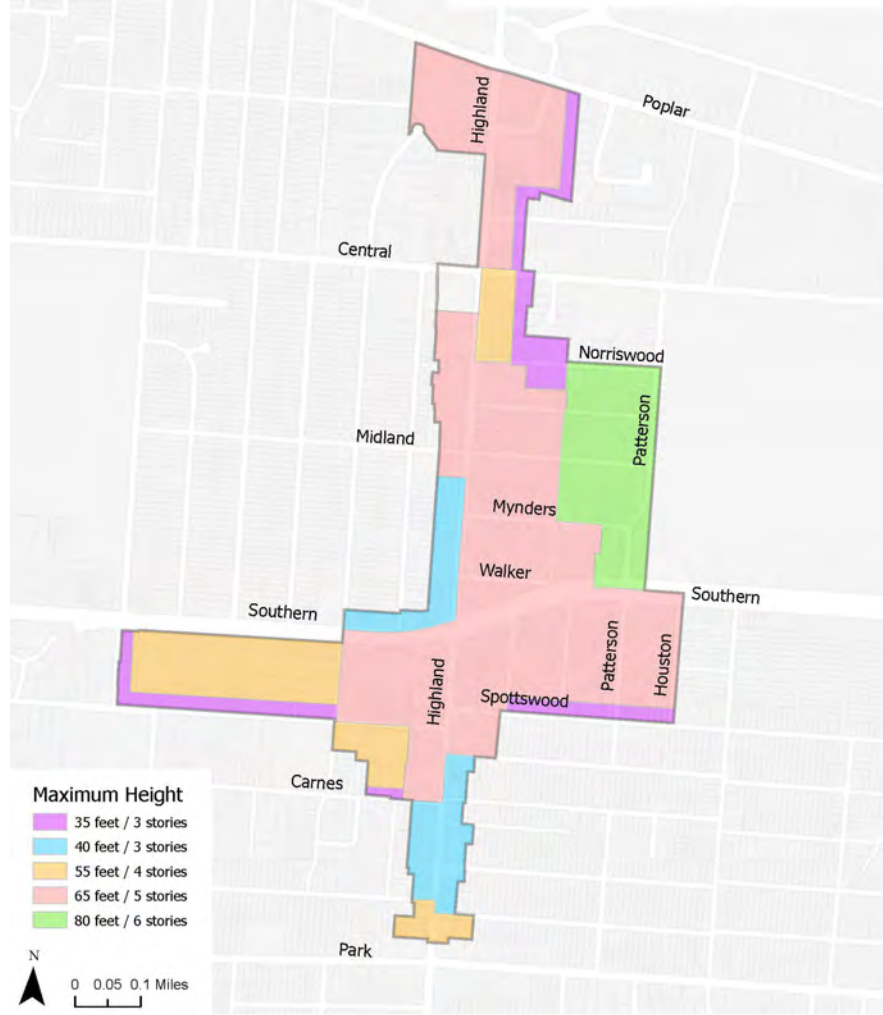 Highland
Poplar
Central
Norriswood
Patterson
Midland
Mynders
Walker
Southern
Southern
Patterson
Houston
Highland
Spottswood
Carnes
Maximum Height
35 feet / 3 stories
40 feet / 3 stories
55 feet / 4 stories
65 feet / 5 stories
80 feet / 6 stories
Park
N
0 0.05 0.1 Miles